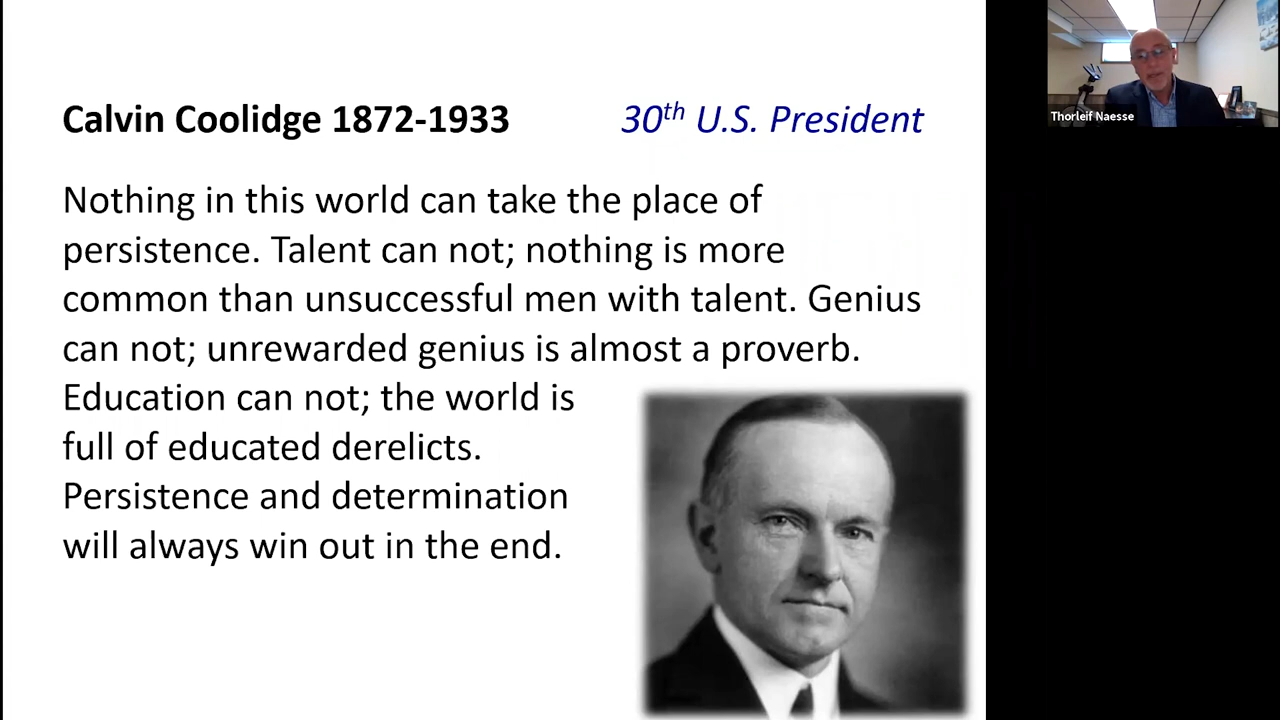 Calvin Coolidge 1872-1933 30th U.S. President
Nothing in this world can take the place of
persistence. Talent can not; nothing is more
common than unsuccessful men with talent. Genius
can not; unrewarded genius is almost a proverb.
Education can not; the world is
full of educated derelicts.
Persistence and determination
will always win out in the end.
Thorleif Naesse